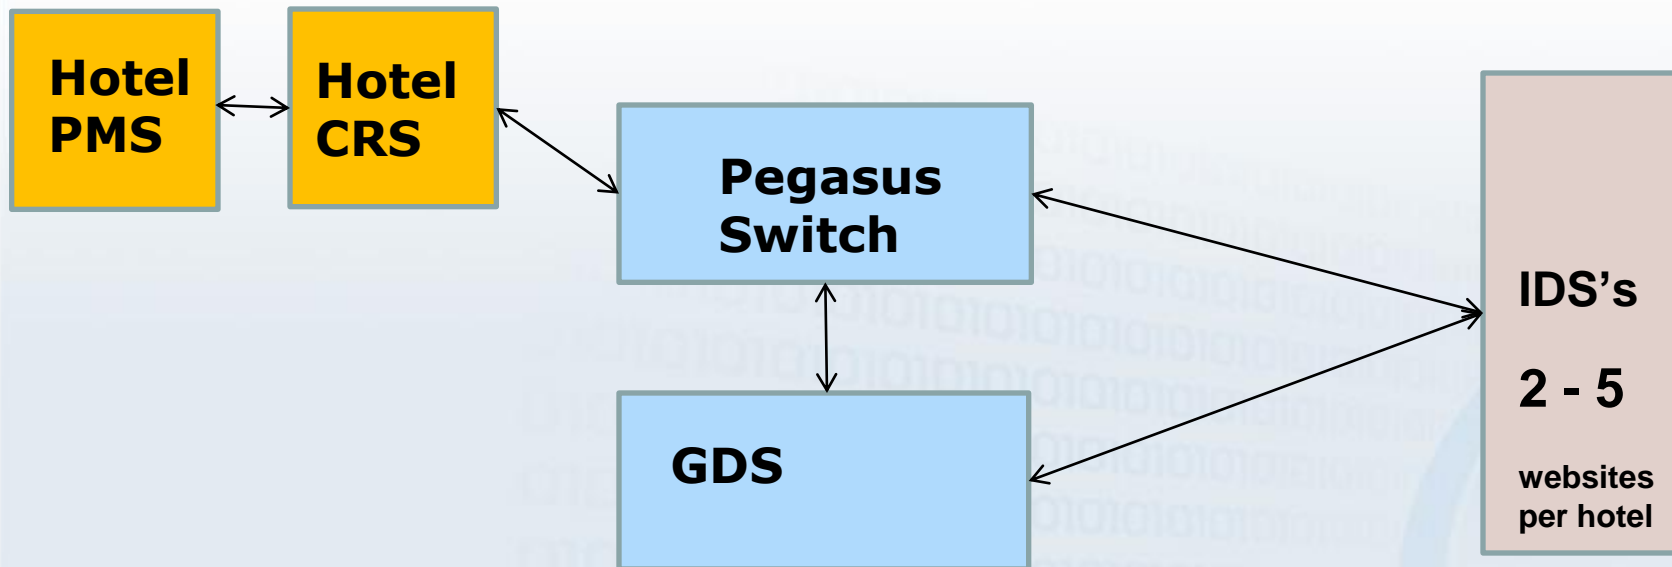 Hotel
PMS
Hotel
CRS
Pegasus
Switch
GDS
IDS’s
2 - 5
websites
per hotel